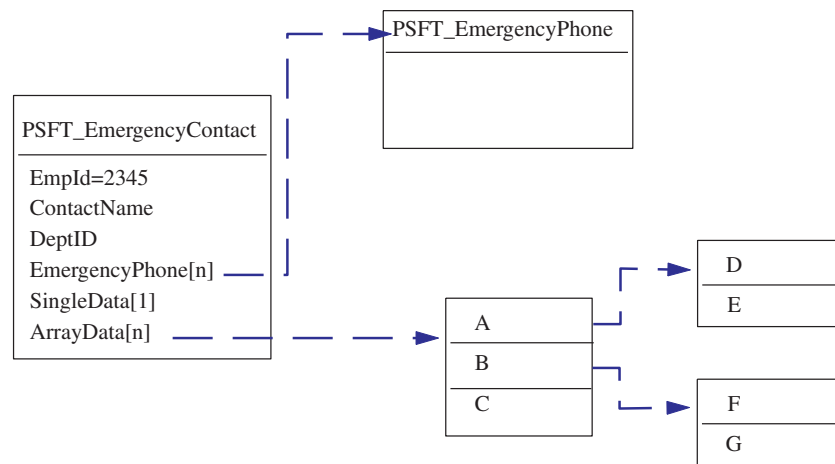 PSFT_EmergencyPhone
PSFT_EmergencyContact
EmpId=2345
ContactName
DeptID
EmergencyPhone[n]
SingleData[1]
ArrayData[n]
A
B
C
D
E
F
G